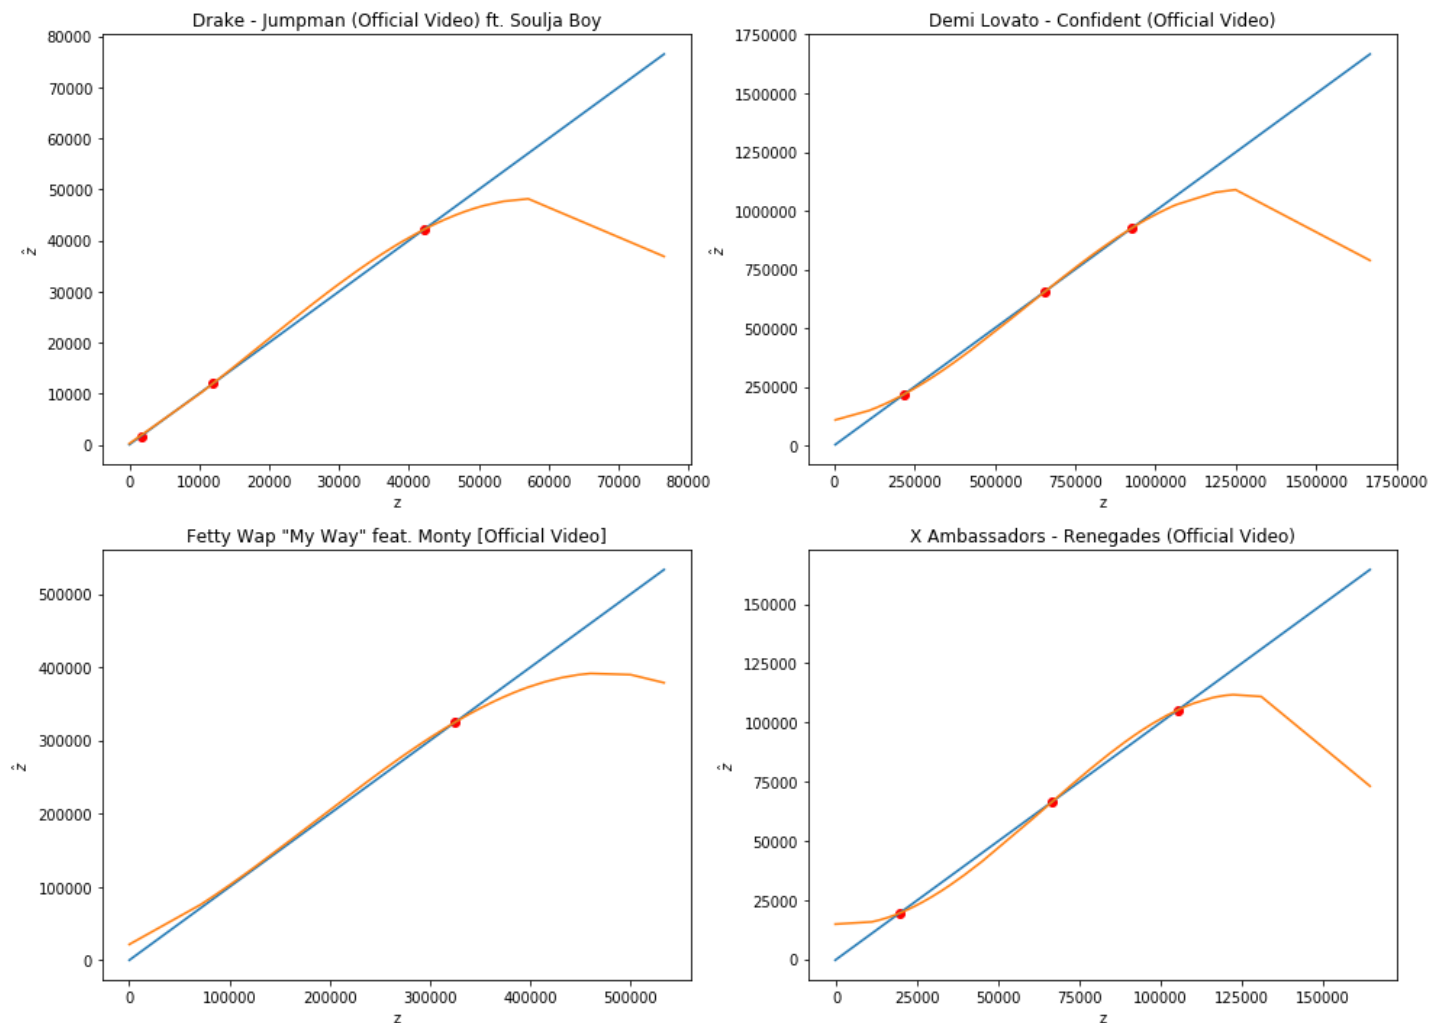 Drake - Jumpman (Official Video) ft. Soulja Boy
80000
70000
60000
50000
40000
30000
20000
10000
0
ẑ
0 10000 20000 30000 40000 50000 60000 70000 80000
z
Demi Lovato - Confident (Official Video)
1750000
1500000
1250000
1000000
750000
500000
250000
0
ẑ
0 250000 500000 750000 1000000 1250000 1500000 1750000
z
Fetty Wap "My Way" feat. Monty [Official Video]
500000
400000
300000
200000
100000
0
ẑ
0 100000 200000 300000 400000 500000
z
X Ambassadors - Renegades (Official Video)
150000
125000
100000
75000
50000
25000
0
ẑ
0 25000 50000 75000 100000 125000 150000
z